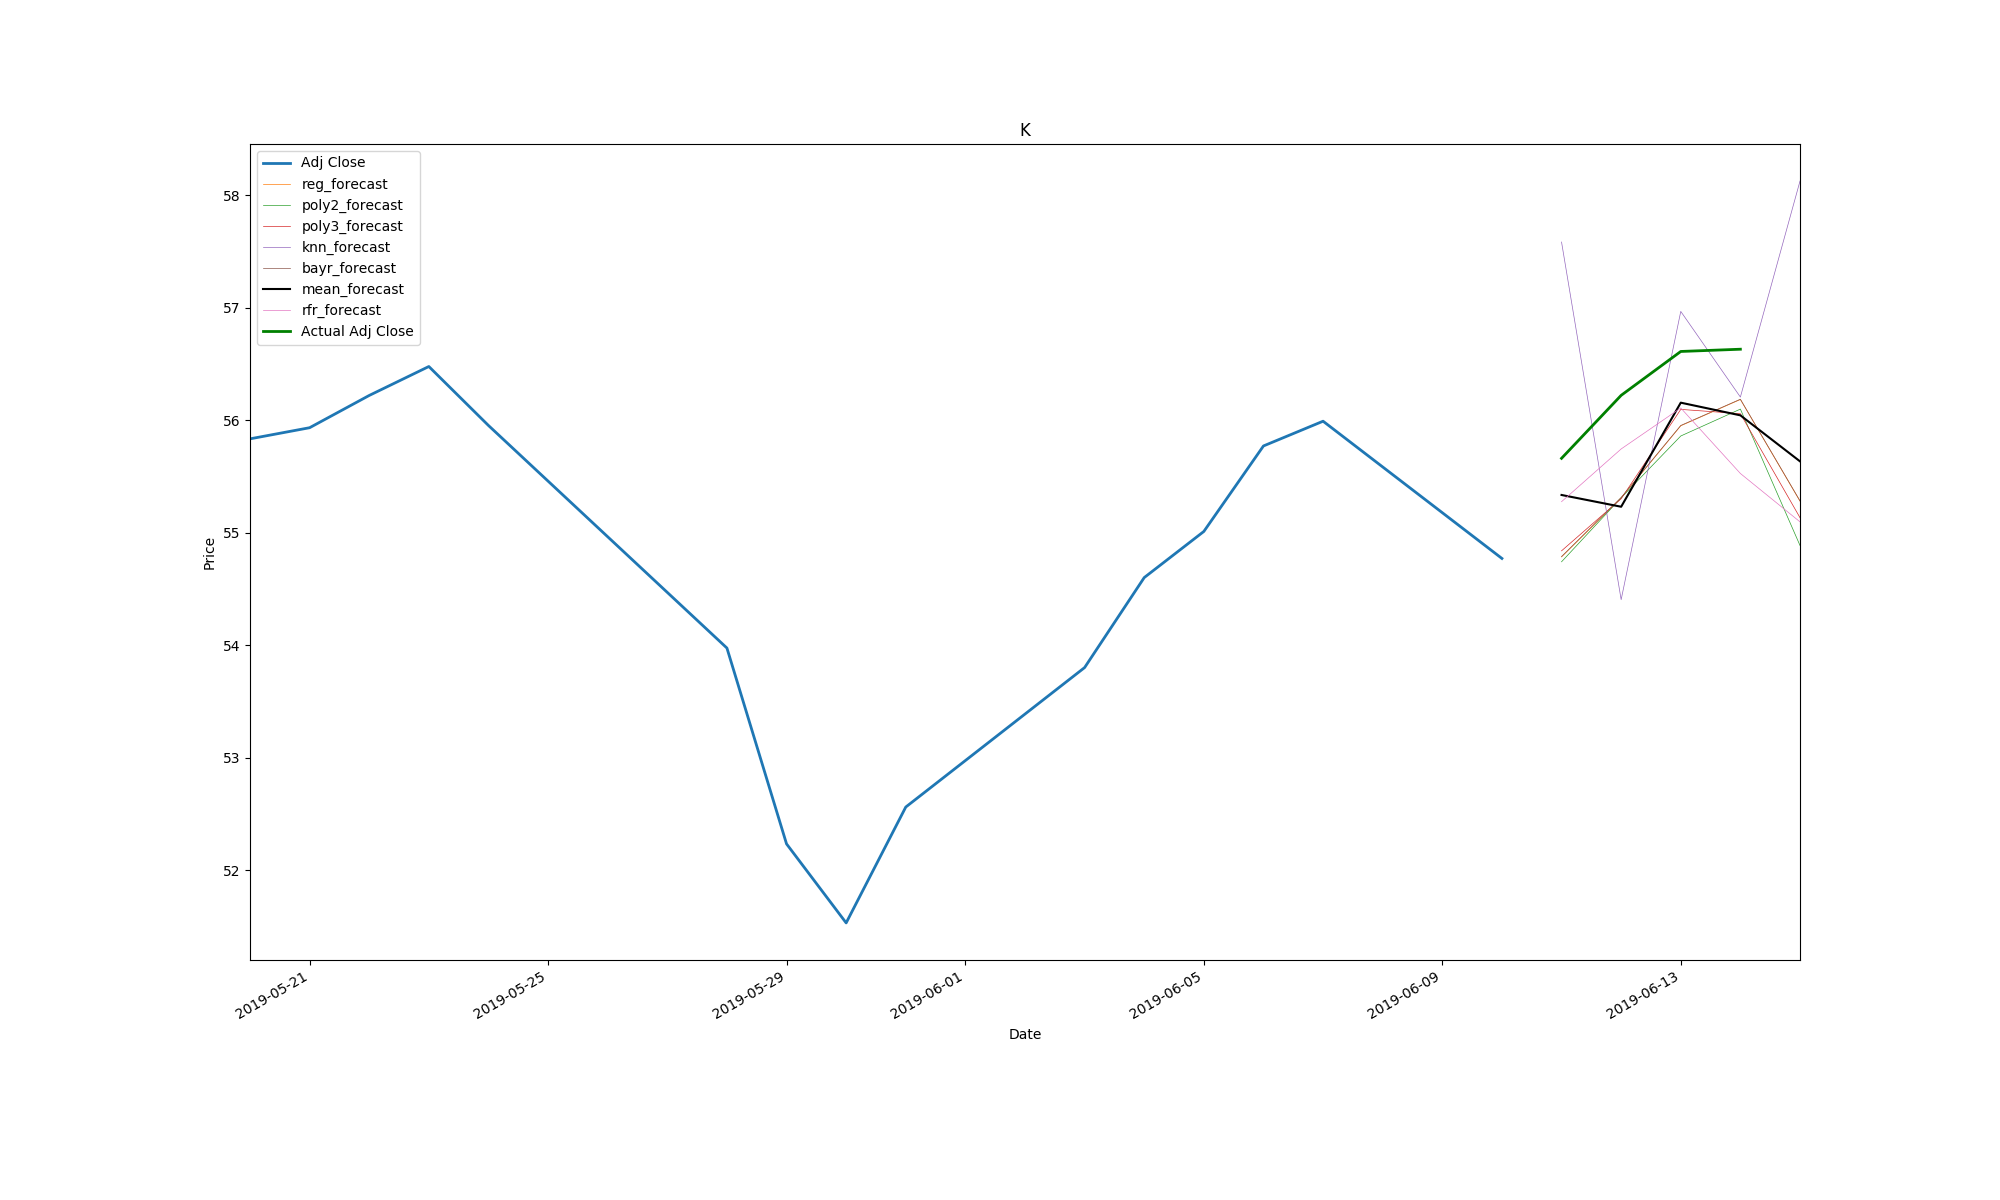 K
Adj Close
reg_forecast
poly2_forecast
poly3_forecast
knn_forecast
bayr_forecast
mean_forecast
rfr_forecast
Actual Adj Close
58
57
56
55
54
53
52
Price
2019-05-21
2019-05-25
2019-05-29
2019-06-01
2019-06-05
2019-06-09
2019-06-13
Date